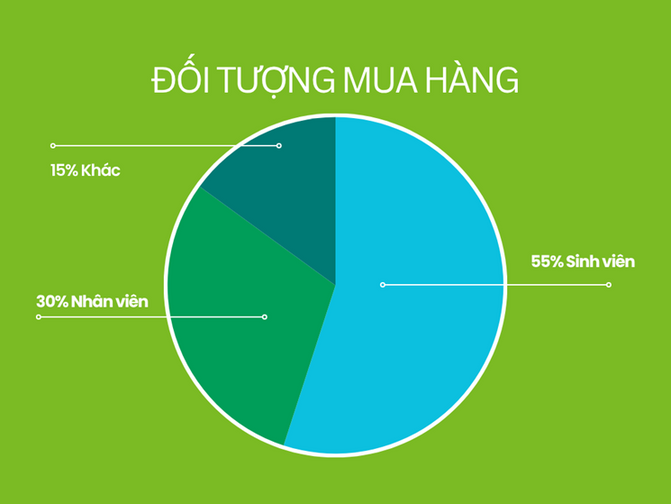 ĐỐI TƯỢNG MUA HÀNG
15% Khác
55% Sinh viên
30% Nhân viên